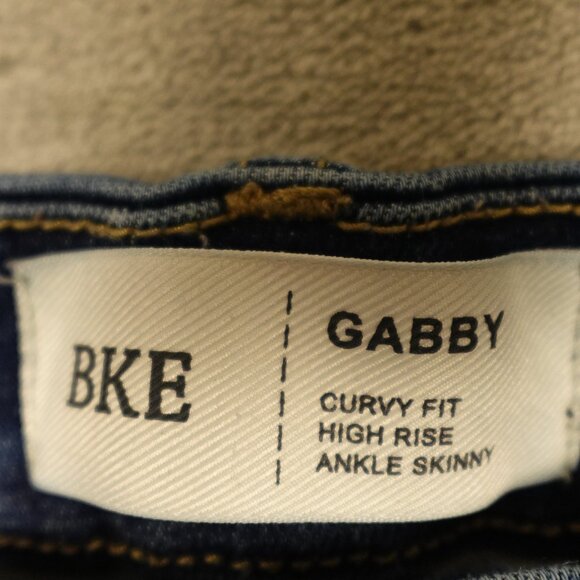 BKE
GABBY
CURVY FIT
HIGH RISE
ANKLE SKINNY